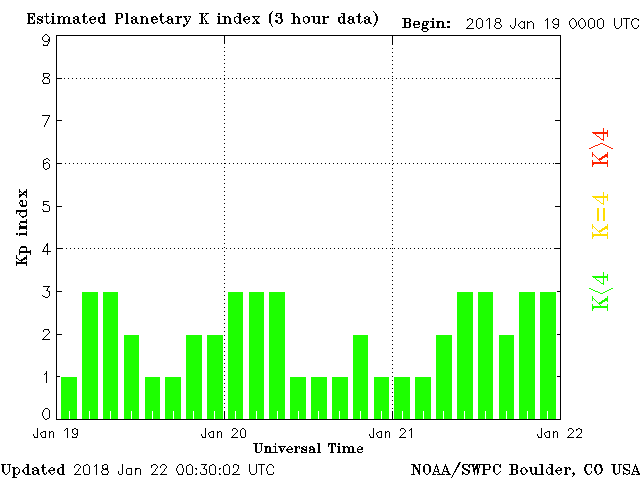 Estimated Planetary K index (3 hour data)
Begin: 2018 Jan 19 0000 UTC
9
8
7
6
5
4
3
2
1
0
Kp index
K>4
K=4
K<4
Jan 19
Jan 20
Jan 21
Jan 22
Universal Time
Updated 2018 Jan 22 00:30:02 UTC
NOAA/SWPC Boulder, CO USA